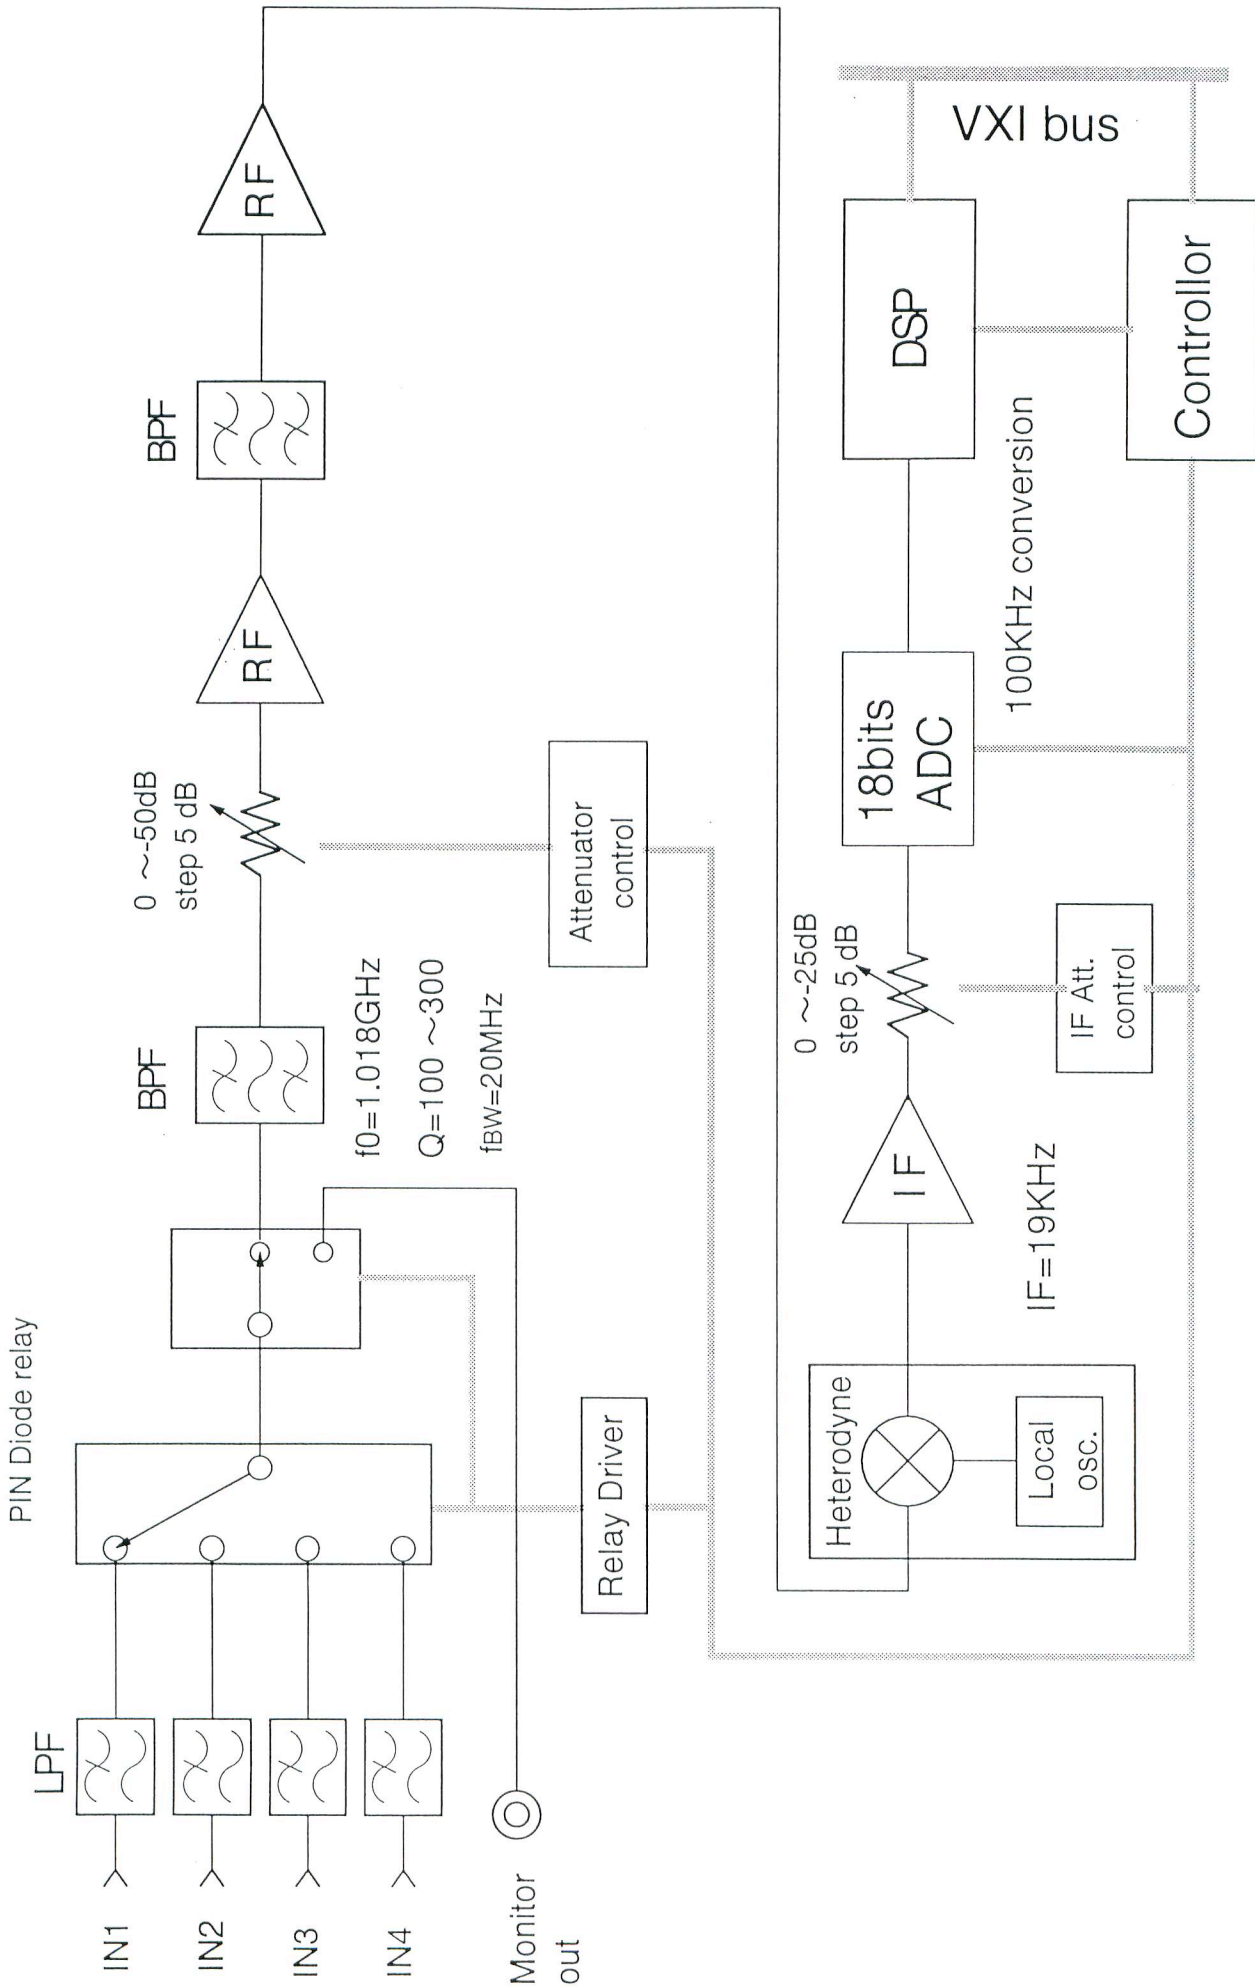 PIN Diode relay
LPF
IN1
IN2
IN3
IN4
Monitor
out
BPF
f0=1.018GHz
Q=100 ~300
fBW=20MHz
0 ~-50dB
step 5 dB
RF
BPF
RF
Relay Driver
Attenuator
control
Heterodyne
Local
osc.
IF
IF=19KHz
0 ~-25dB
step 5 dB
IF Att.
control
18bits
ADC
100KHz conversion
DSP
Controllor
VXI bus